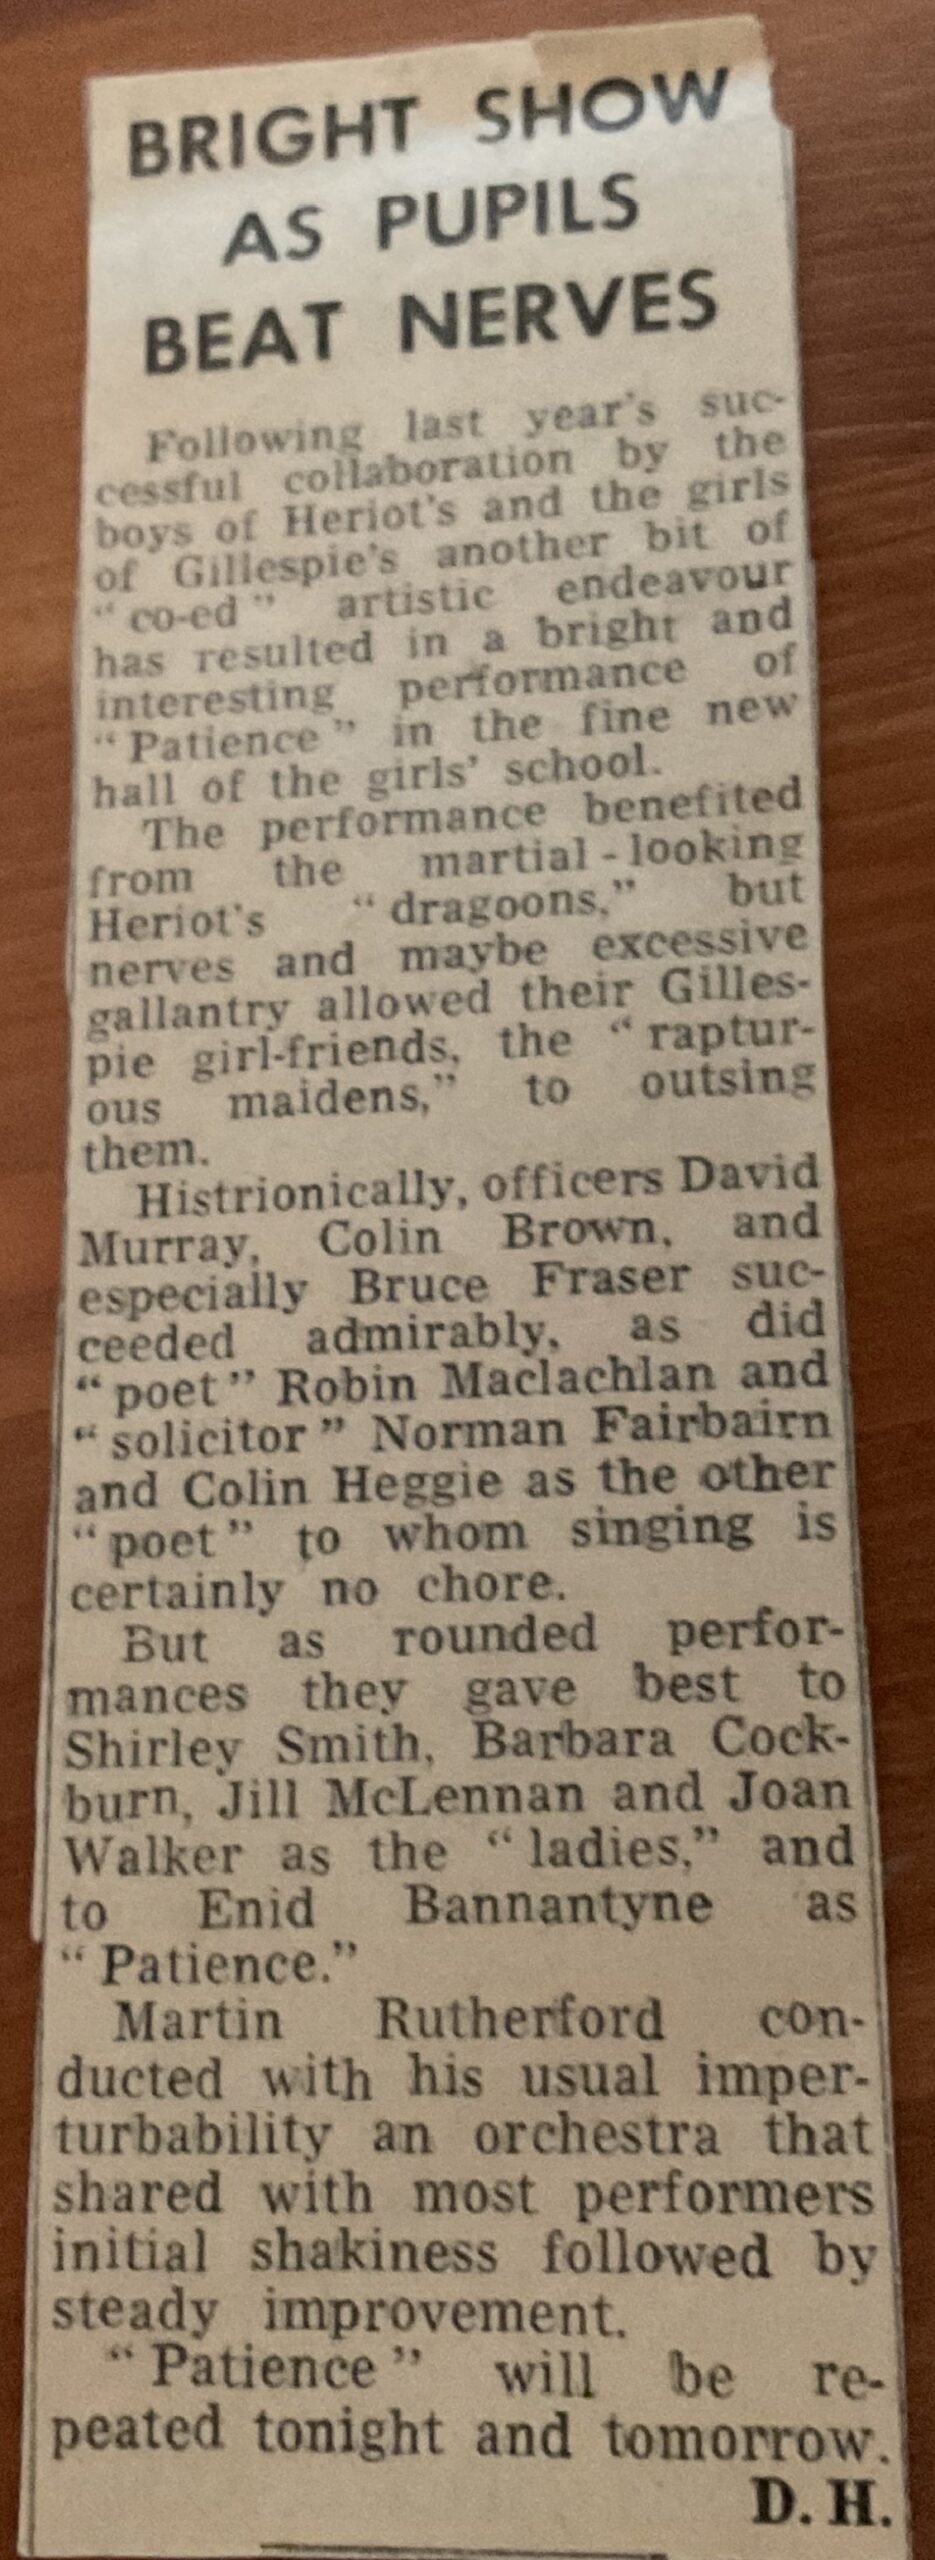 BRIGHT SHOW
AS PUPILS
BEAT NERVES
Following last year's suc-
cessful collaboration by the
boys of Heriot's and the girls
of Gillespie's another bit of
"co-ed" artistic endeavour
has resulted in a bright and
interesting performance of
"Patience" in the fine new
hall of the girls' school.
The performance benefited
from the martial-looking
Heriot's "dragoons," but
nerves and maybe excessive
gallantry allowed their Gilles-
pie girl-friends, the "raptur-
ous maidens," to outsing
them.
Histrionically, officers David
Murray, Colin Brown, and
especially Bruce Fraser suc-
ceeded admirably, as did
"poet" Robin Maclachlan and
"solicitor" Norman Fairbairn
and Colin Heggie as the other
"poet" to whom singing is
certainly no chore.
But as rounded perfor-
mances they gave best to
Shirley Smith, Barbara Cock-
burn, Jill McLennan and Joan
Walker as the "ladies," and
to Enid Bannantyne as
"Patience."
Martin Rutherford con-
ducted with his usual imper-
turbability an orchestra that
shared with most performers
initial shakiness followed by
steady improvement.
"Patience" will be re-
peated tonight and tomorrow.
D. H.